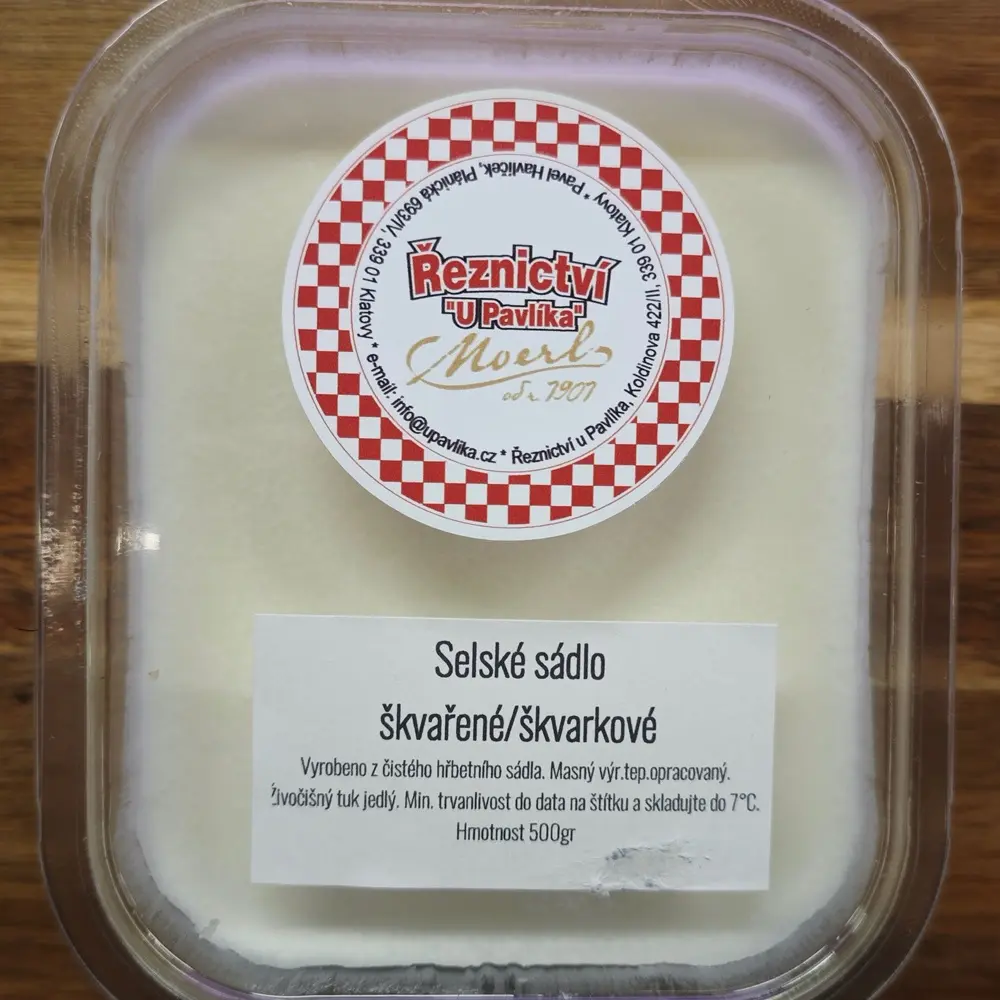 Řeznictví
"U Pavlíka"
Moerl
od r. 1901
Řeznictví u Pavlíka, Koldinova 422/II, 339 01 Klatovy * Pavel Havlíček, Plánická 693/IV, 339 01 Klatovy * e-mail: info@upavlika.cz *
Selské sádlo
škvařené/škvarkové
Vyrobeno z čistého hřbetního sádla. Masný výr.tep.opracovaný.
Živočišný tuk jedlý. Min. trvanlivost do data na štítku a skladujte do 7°C.
Hmotnost 500gr